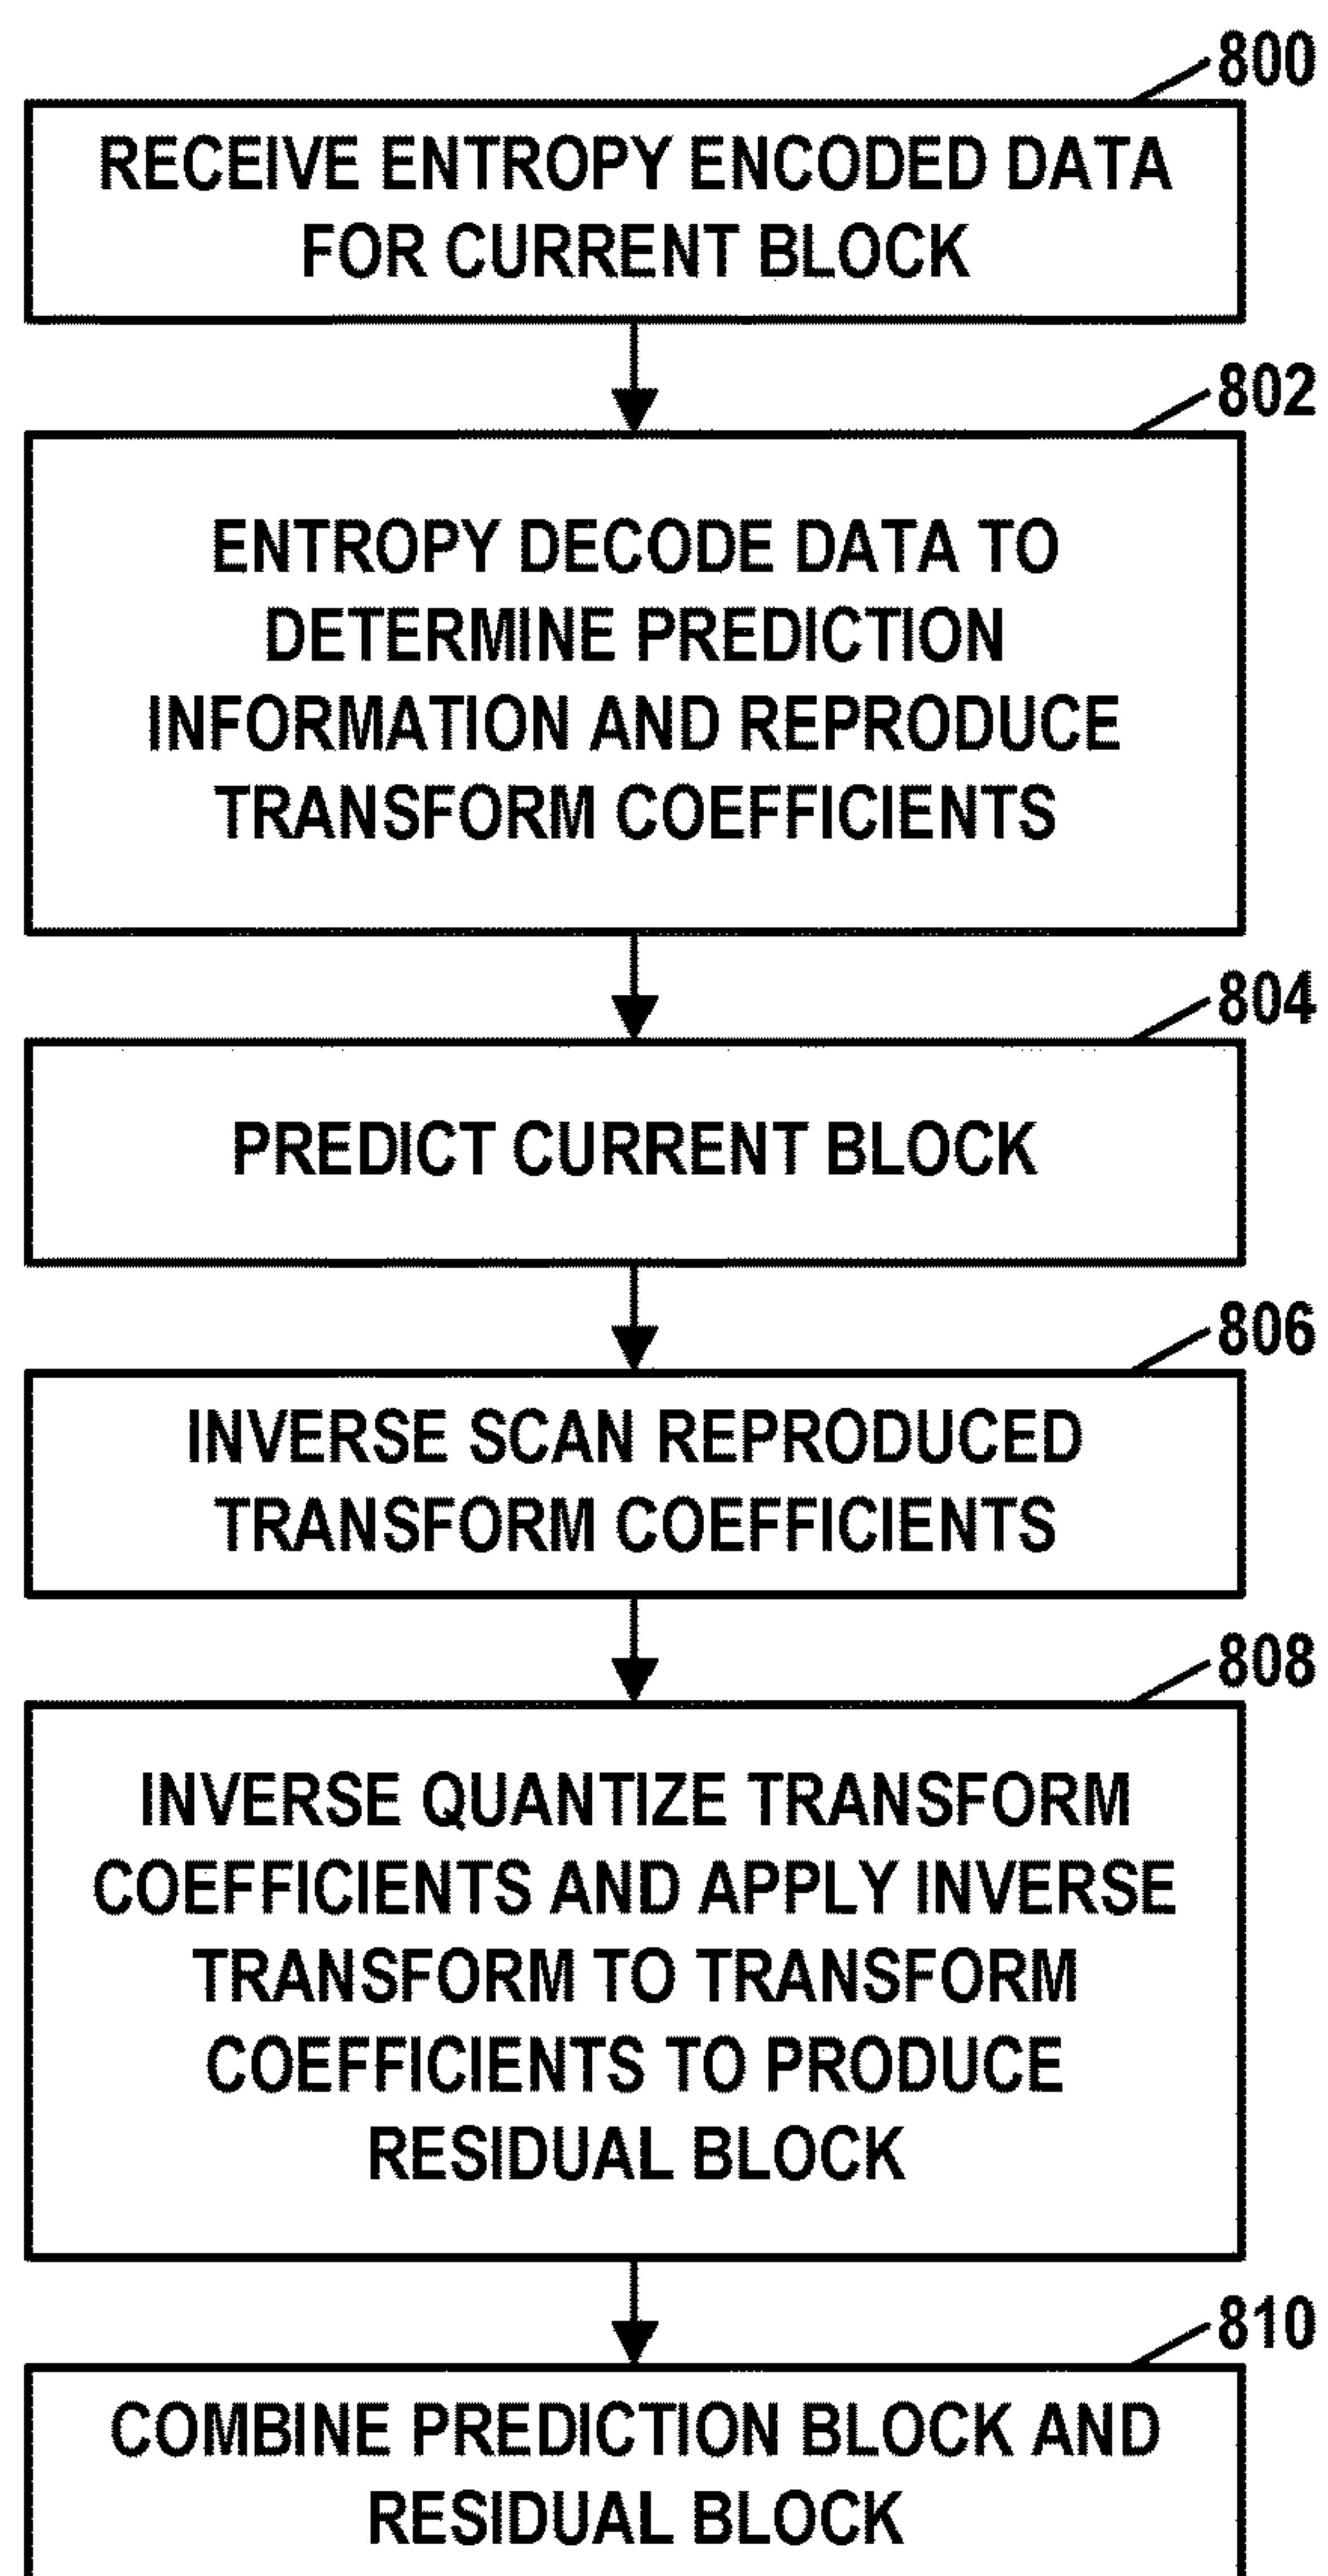 800
RECEIVE ENTROPY ENCODED DATA
FOR CURRENT BLOCK
802
ENTROPY DECODE DATA TO
DETERMINE PREDICTION
INFORMATION AND REPRODUCE
TRANSFORM COEFFICIENTS
804
PREDICT CURRENT BLOCK
806
INVERSE SCAN REPRODUCED
TRANSFORM COEFFICIENTS
808
INVERSE QUANTIZE TRANSFORM
COEFFICIENTS AND APPLY INVERSE
TRANSFORM TO TRANSFORM
COEFFICIENTS TO PRODUCE
RESIDUAL BLOCK
810
COMBINE PREDICTION BLOCK AND
RESIDUAL BLOCK